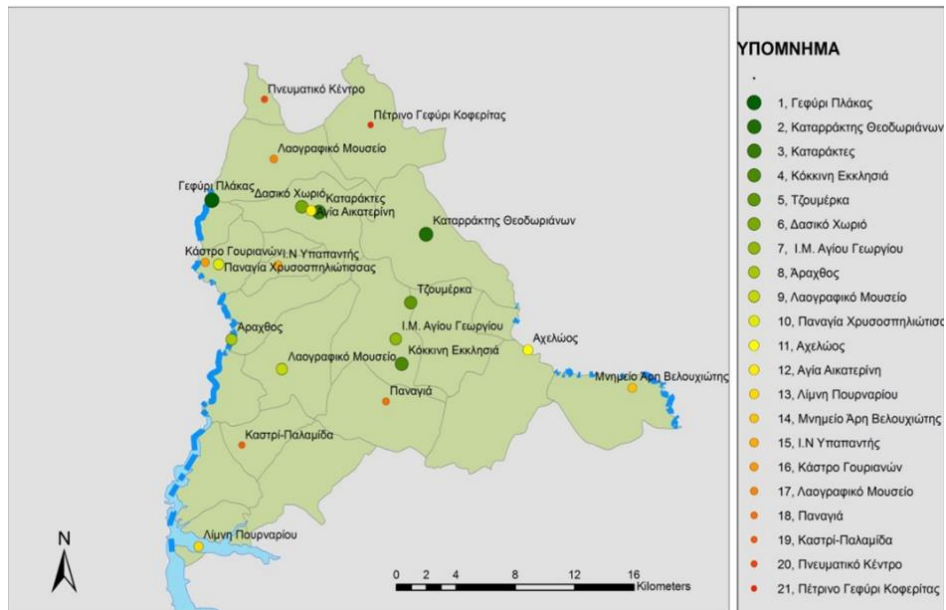 Πνευματικό Κέντρο
Πέτρινο Γεφύρι Κοφερίτας
Λαογραφικό Μουσείο
Γεφύρι Πλάκας
Δασικό Χωριό
Καταράκτες
Αγία Αικατερίνη
Καταρράκτης Θεοδωριάνων
Κάστρο Γουριανών
Ι.Ν Υπαπαντής
Παναγία Χρυσοσπηλιώτισσας
Τζουμέρκα
Άραχθος
Ι.Μ. Αγίου Γεωργίου
Αχελώος
Λαογραφικό Μουσείο
Κόκκινη Εκκλησιά
Μνημείο Άρη Βελουχιώτης
Παναγιά
Καστρί-Παλαμίδα
Λίμνη Πουρναρίου
N
0 2 4 8 12 16
Kilometers
ΥΠΟΜΝΗΜΑ
1, Γεφύρι Πλάκας
2, Καταρράκτης Θεοδωριάνων
3, Καταράκτες
4, Κόκκινη Εκκλησιά
5, Τζουμέρκα
6, Δασικό Χωριό
7, Ι.Μ. Αγίου Γεωργίου
8, Άραχθος
9, Λαογραφικό Μουσείο
10, Παναγία Χρυσοσπηλιώτισσ
11, Αχελώος
12, Αγία Αικατερίνη
13, Λίμνη Πουρναρίου
14, Μνημείο Άρη Βελουχιώτης
15, Ι.Ν Υπαπαντής
16, Κάστρο Γουριανών
17, Λαογραφικό Μουσείο
18, Παναγιά
19, Καστρί-Παλαμίδα
20, Πνευματικό Κέντρο
21, Πέτρινο Γεφύρι Κοφερίτας